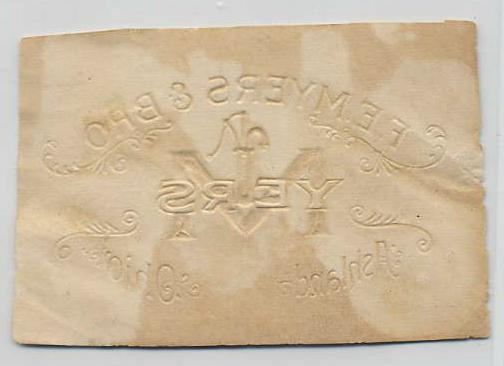 F.E.MYERS & BRO
MYERS
Ashland, Ohio.